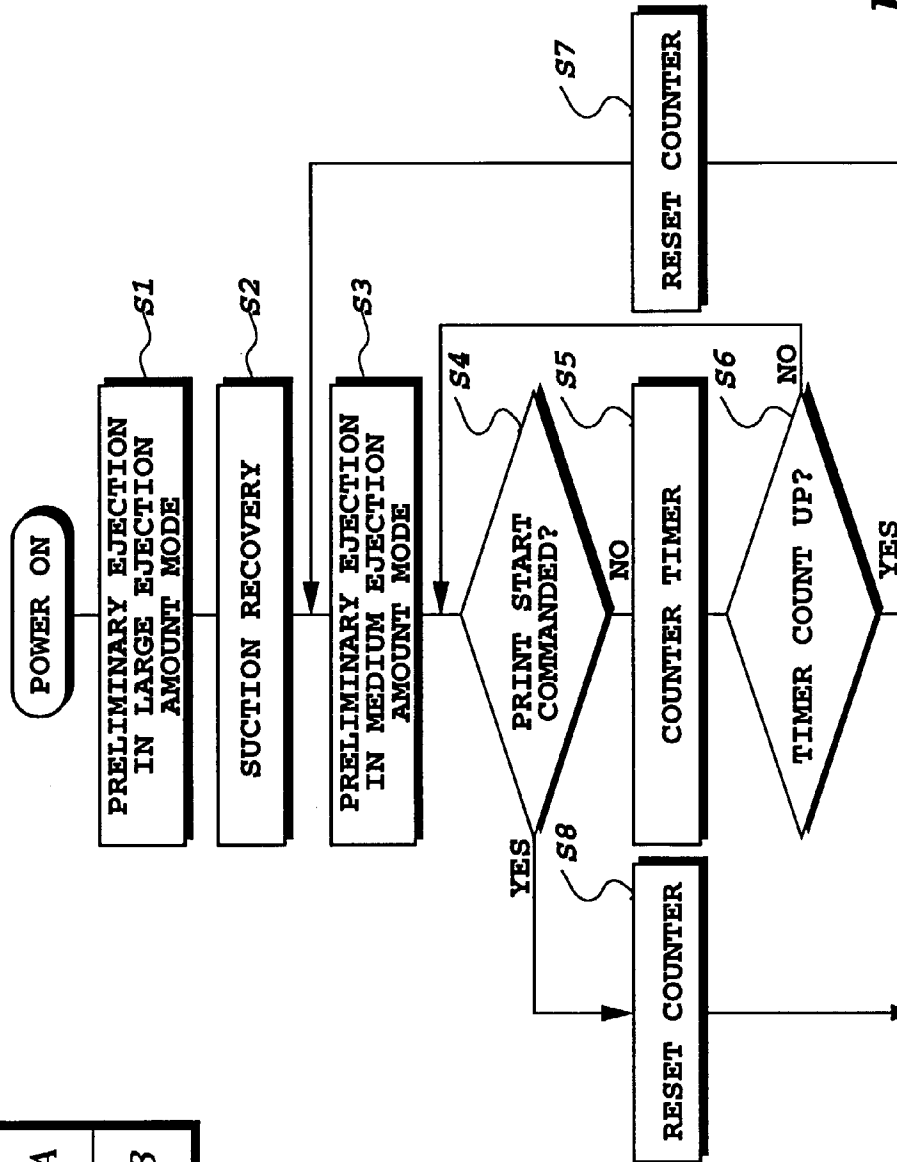 POWER ON
PRELIMINARY EJECTION
IN LARGE EJECTION
AMOUNT MODE
S1
SUCTION RECOVERY
S2
PRELIMINARY EJECTION
IN MEDIUM EJECTION
AMOUNT MODE
S3
PRINT START
COMMANDED?
S4
YES
NO
COUNTER TIMER
S5
TIMER COUNT UP?
S6
NO
YES
RESET COUNTER
S7
RESET COUNTER
S8
A
B